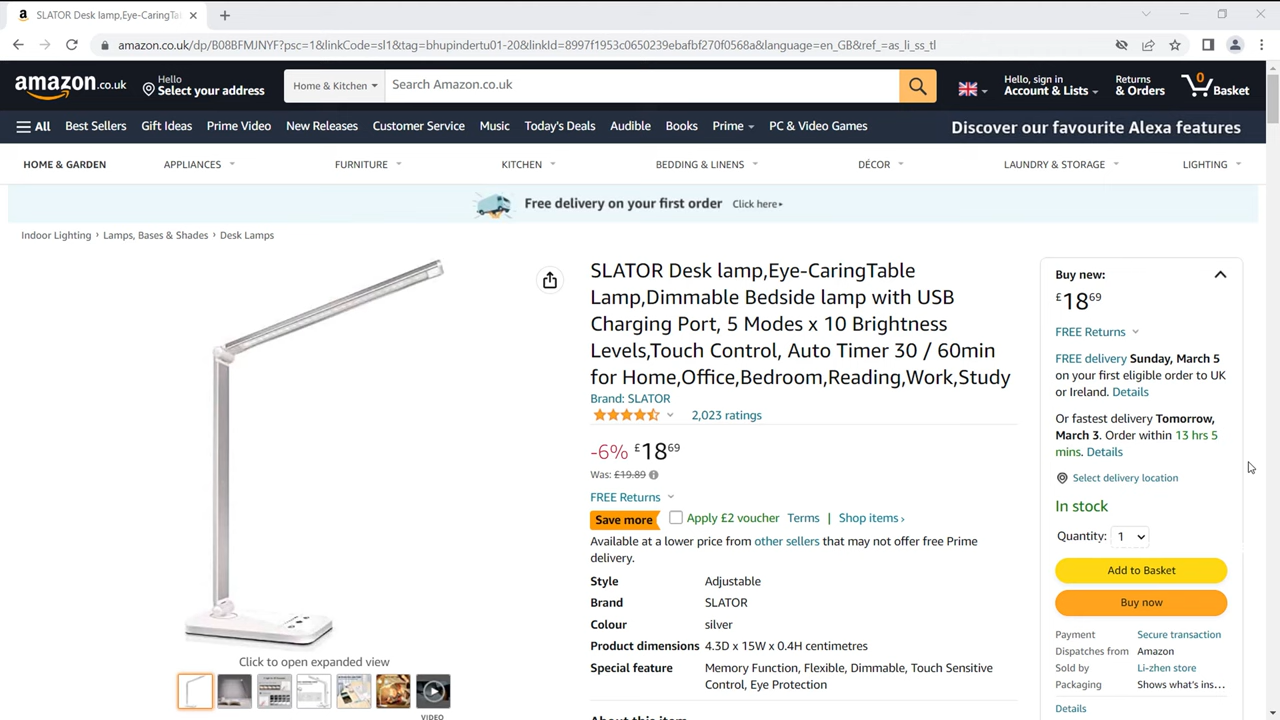 SLATOR Desk lamp,Eye-CaringTa
amazon.co.uk/dp/B08BFMJNYF?psc=1&linkCode=sl1&tag=bhupindertu01-20&linkId=8997f1953c0650239ebafbf270f0568a&language=en_GB&ref_=as_li_ss_tl
amazon.co.uk
Hello
Select your address
Home & Kitchen
Search Amazon.co.uk
Hello, sign in
Account & Lists
Returns
& Orders
0
Basket
All
Best Sellers
Gift Ideas
Prime Video
New Releases
Customer Service
Music
Today's Deals
Audible
Books
Prime
PC & Video Games
Discover our favourite Alexa features
HOME & GARDEN
APPLIANCES
FURNITURE
KITCHEN
BEDDING & LINENS
DÉCOR
LAUNDRY & STORAGE
LIGHTING
Free delivery on your first order Click here▸
Indoor Lighting › Lamps, Bases & Shades › Desk Lamps
Click to open expanded view
VIDEO
SLATOR Desk lamp,Eye-CaringTable
Lamp,Dimmable Bedside lamp with USB
Charging Port, 5 Modes x 10 Brightness
Levels,Touch Control, Auto Timer 30 / 60min
for Home,Office,Bedroom,Reading,Work,Study
Brand: SLATOR
2,023 ratings
-6% £18 69
Was: £19.89
FREE Returns
Save more Apply £2 voucher Terms | Shop items ›
Available at a lower price from other sellers that may not offer free Prime
delivery.
Style Adjustable
Brand SLATOR
Colour silver
Product dimensions 4.3D x 15W x 0.4H centimetres
Special feature Memory Function, Flexible, Dimmable, Touch Sensitive
Control, Eye Protection
About this item
Buy new:
£18 69
FREE Returns
FREE delivery Sunday, March 5
on your first eligible order to UK
or Ireland. Details
Or fastest delivery Tomorrow,
March 3. Order within 13 hrs 5
mins. Details
Select delivery location
In stock
Quantity: 1
Add to Basket
Buy now
Payment Secure transaction
Dispatches from Amazon
Sold by Li-zhen store
Packaging Shows what's ins…
Details